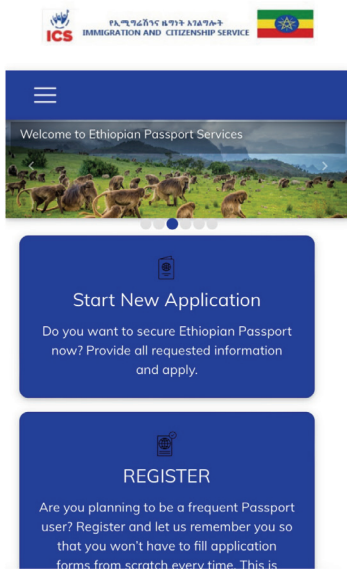 የኢሚግሬሽንና ዜግነት አገልግሎት
ICS
IMMIGRATION AND CITIZENSHIP SERVICE
Welcome to Ethiopian Passport Services
Start New Application
Do you want to secure Ethiopian Passport
now? Provide all requested information
and apply.
REGISTER
Are you planning to be a frequent Passport
user? Register and let us remember you so
that you won't have to fill application
forms from scratch every time. This is